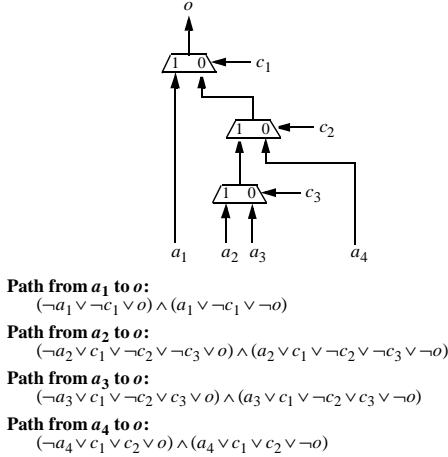 o
1 0 c₁
1 0 c₂
1 0 c₃
a₁ a₂ a₃ a₄
Path from a₁ to o:
(¬a₁∨¬c₁∨o)∧(a₁∨¬c₁∨¬o)
Path from a₂ to o:
(¬a₂∨c₁∨¬c₂∨¬c₃∨o)∧(a₂∨c₁∨¬c₂∨¬c₃∨¬o)
Path from a₃ to o:
(¬a₃∨c₁∨¬c₂∨c₃∨o)∧(a₃∨c₁∨¬c₂∨c₃∨¬o)
Path from a₄ to o:
(¬a₄∨c₁∨c₂∨o)∧(a₄∨c₁∨c₂∨¬o)